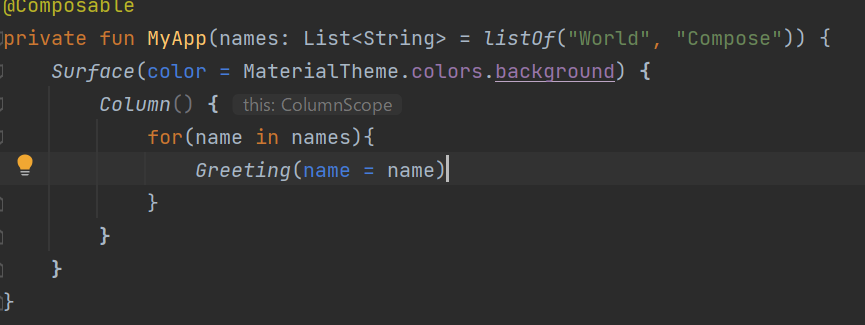 @Composable
private fun MyApp(names: List<String> = listOf("World", "Compose")) {
    Surface(color = MaterialTheme.colors.background) {
        Column() { this: ColumnScope
            for(name in names){
                Greeting(name = name)
            }
        }
    }
}